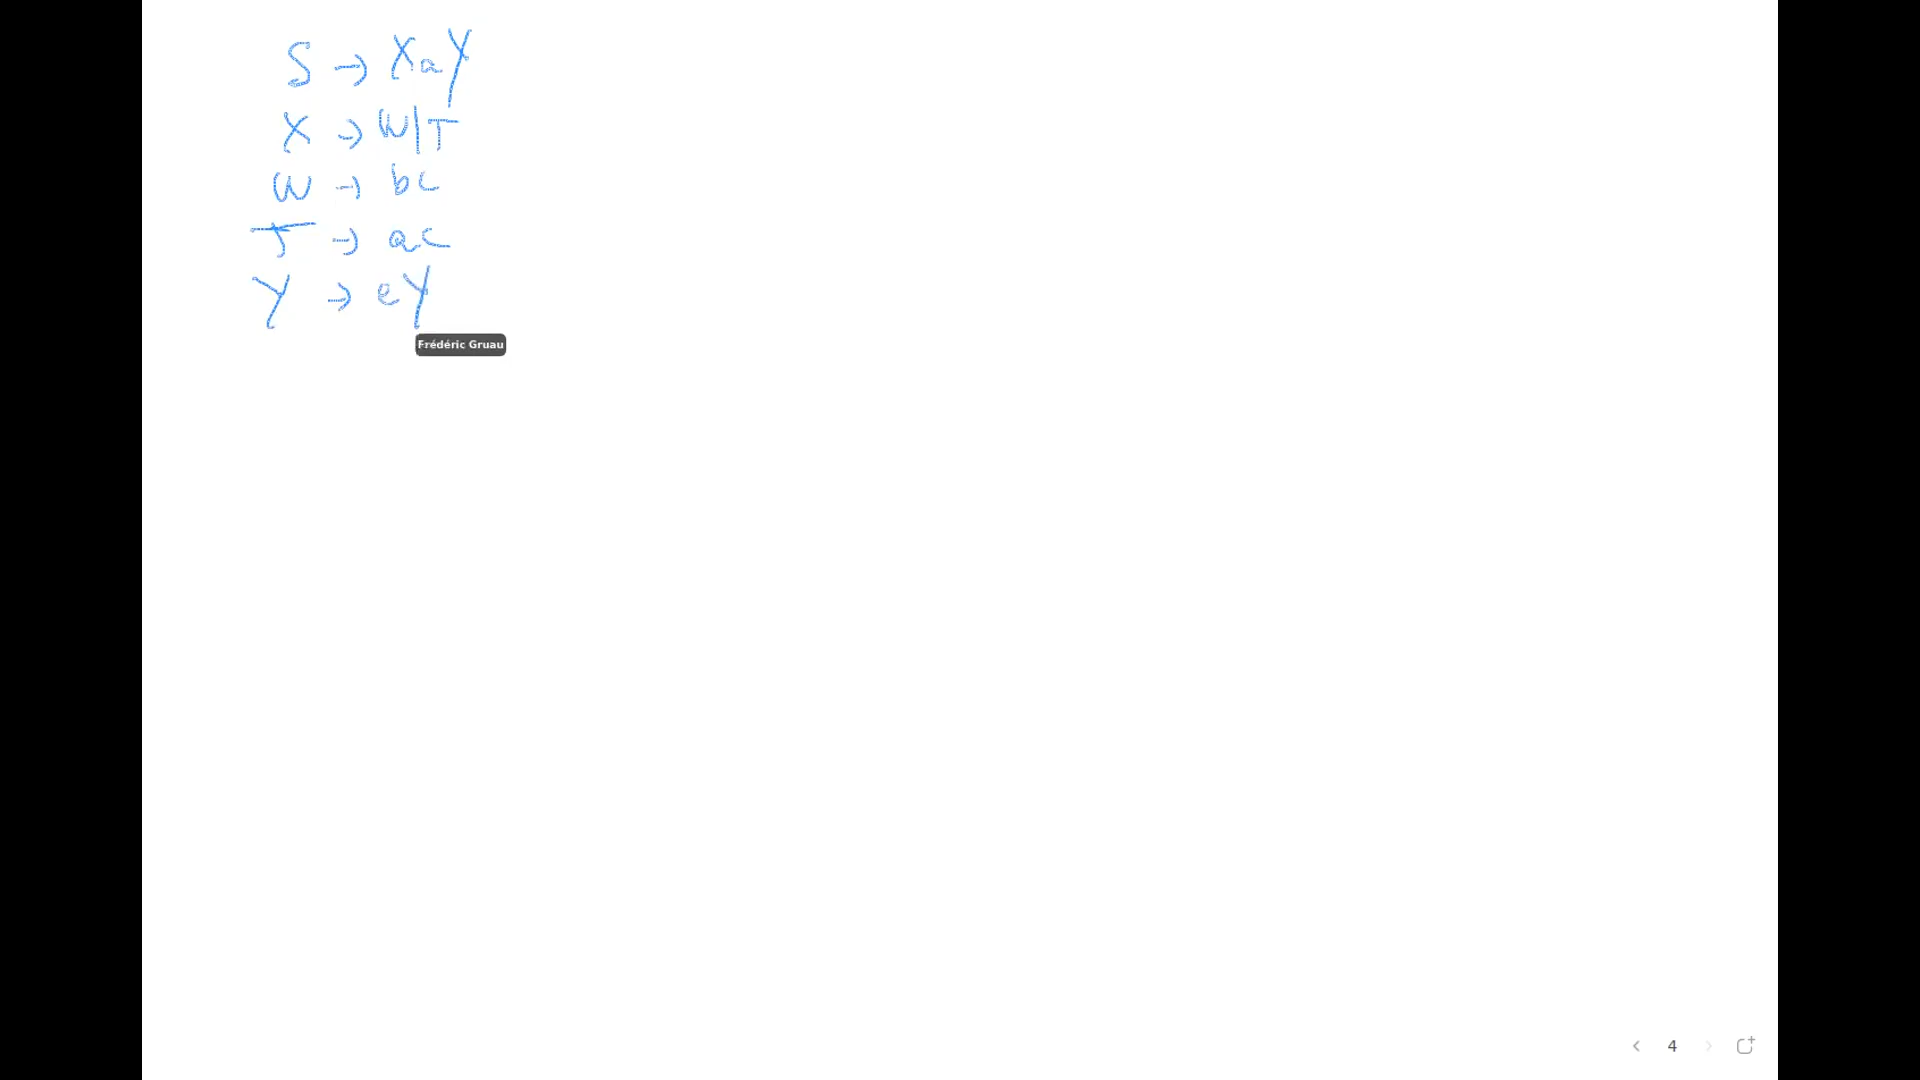 S → XaY
X → W|T
W → bc
T → ac
Y → eY
Frédéric Gruau
4